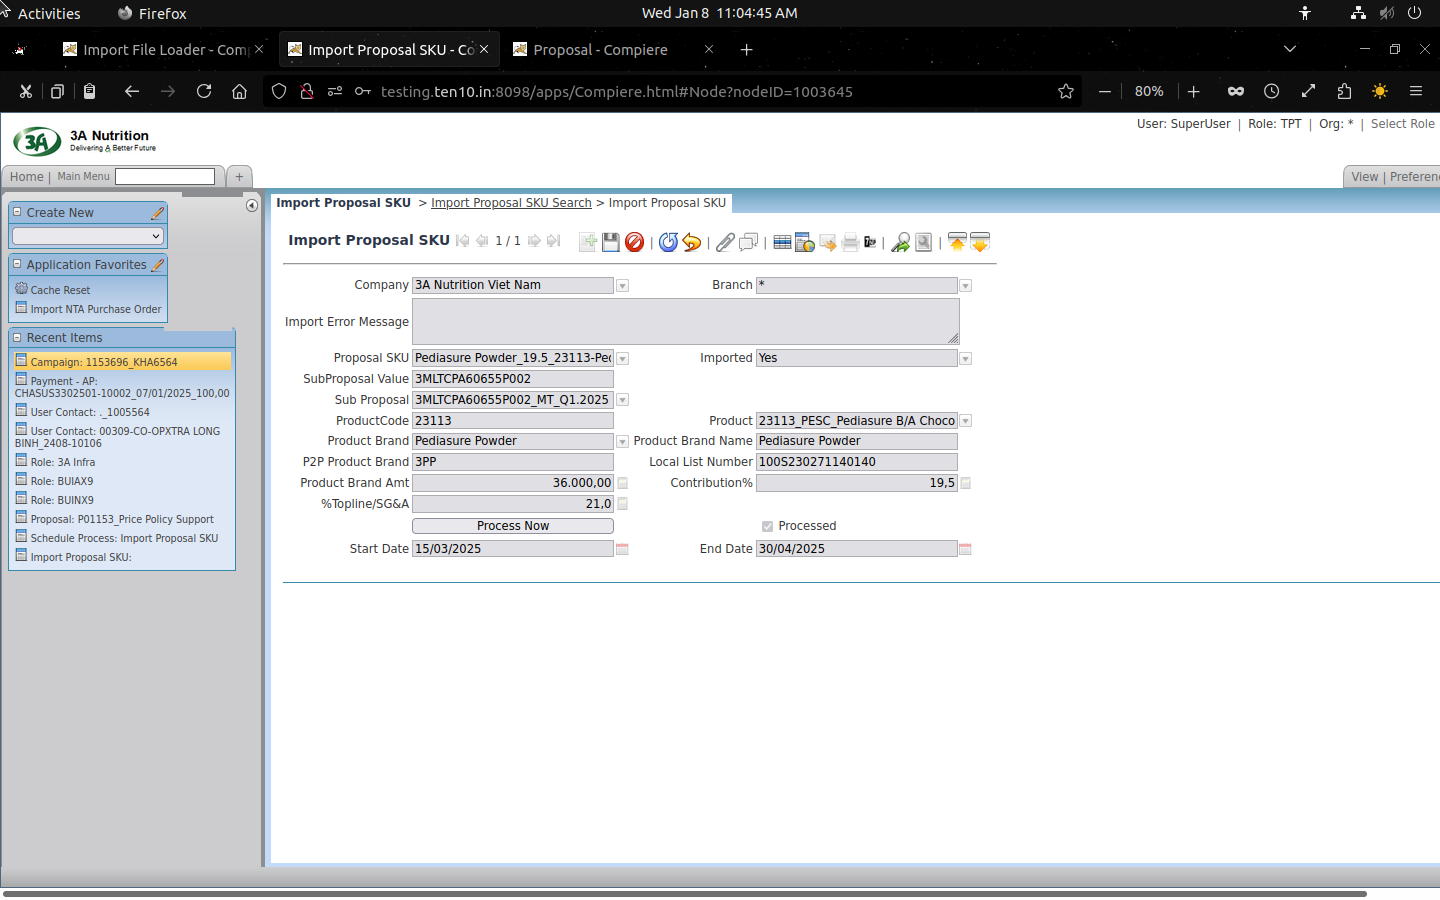 Activities
Firefox
Wed Jan 8 11:04:45 AM
Import File Loader - Comp
Import Proposal SKU - Co
Proposal - Compiere
testing.ten10.in:8098/apps/Compiere.html#Node?nodeID=1003645
80%
3A
3A Nutrition
Delivering A Better Future
User: SuperUser | Role: TPT | Org: * | Select Role
Home | Main Menu
+
View | Preferen
Create New
Application Favorites
Cache Reset
Import NTA Purchase Order
Recent Items
Campaign: 1153696_KHA6564
Payment - AP:
CHASUS3302501-10002_07/01/2025_100,00
User Contact: ._1005564
User Contact: 00309-CO-OPXTRA LONG
BINH_2408-10106
Role: 3A Infra
Role: BUIAX9
Role: BUINX9
Proposal: P01153_Price Policy Support
Schedule Process: Import Proposal SKU
Import Proposal SKU:
Import Proposal SKU > Import Proposal SKU Search > Import Proposal SKU
Import Proposal SKU 1 / 1
Company 3A Nutrition Viet Nam Branch *
Import Error Message
Proposal SKU Pediasure Powder_19.5_23113-Ped Imported Yes
SubProposal Value 3MLTCPA60655P002
Sub Proposal 3MLTCPA60655P002_MT_Q1.2025
ProductCode 23113 Product 23113_PESC_Pediasure B/A Choco
Product Brand Pediasure Powder Product Brand Name Pediasure Powder
P2P Product Brand 3PP Local List Number 100S230271140140
Product Brand Amt 36.000,00 Contribution% 19,5
%Topline/SG&A 21,0
Process Now Processed
Start Date 15/03/2025 End Date 30/04/2025